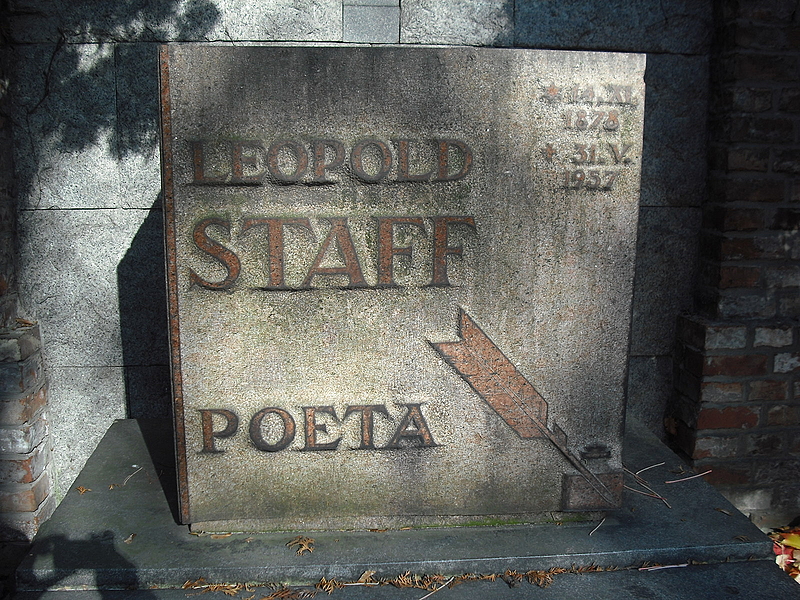 LEOPOLD
STAFF
POETA
* 14.XI.
1878
✝ 31.V.
1957